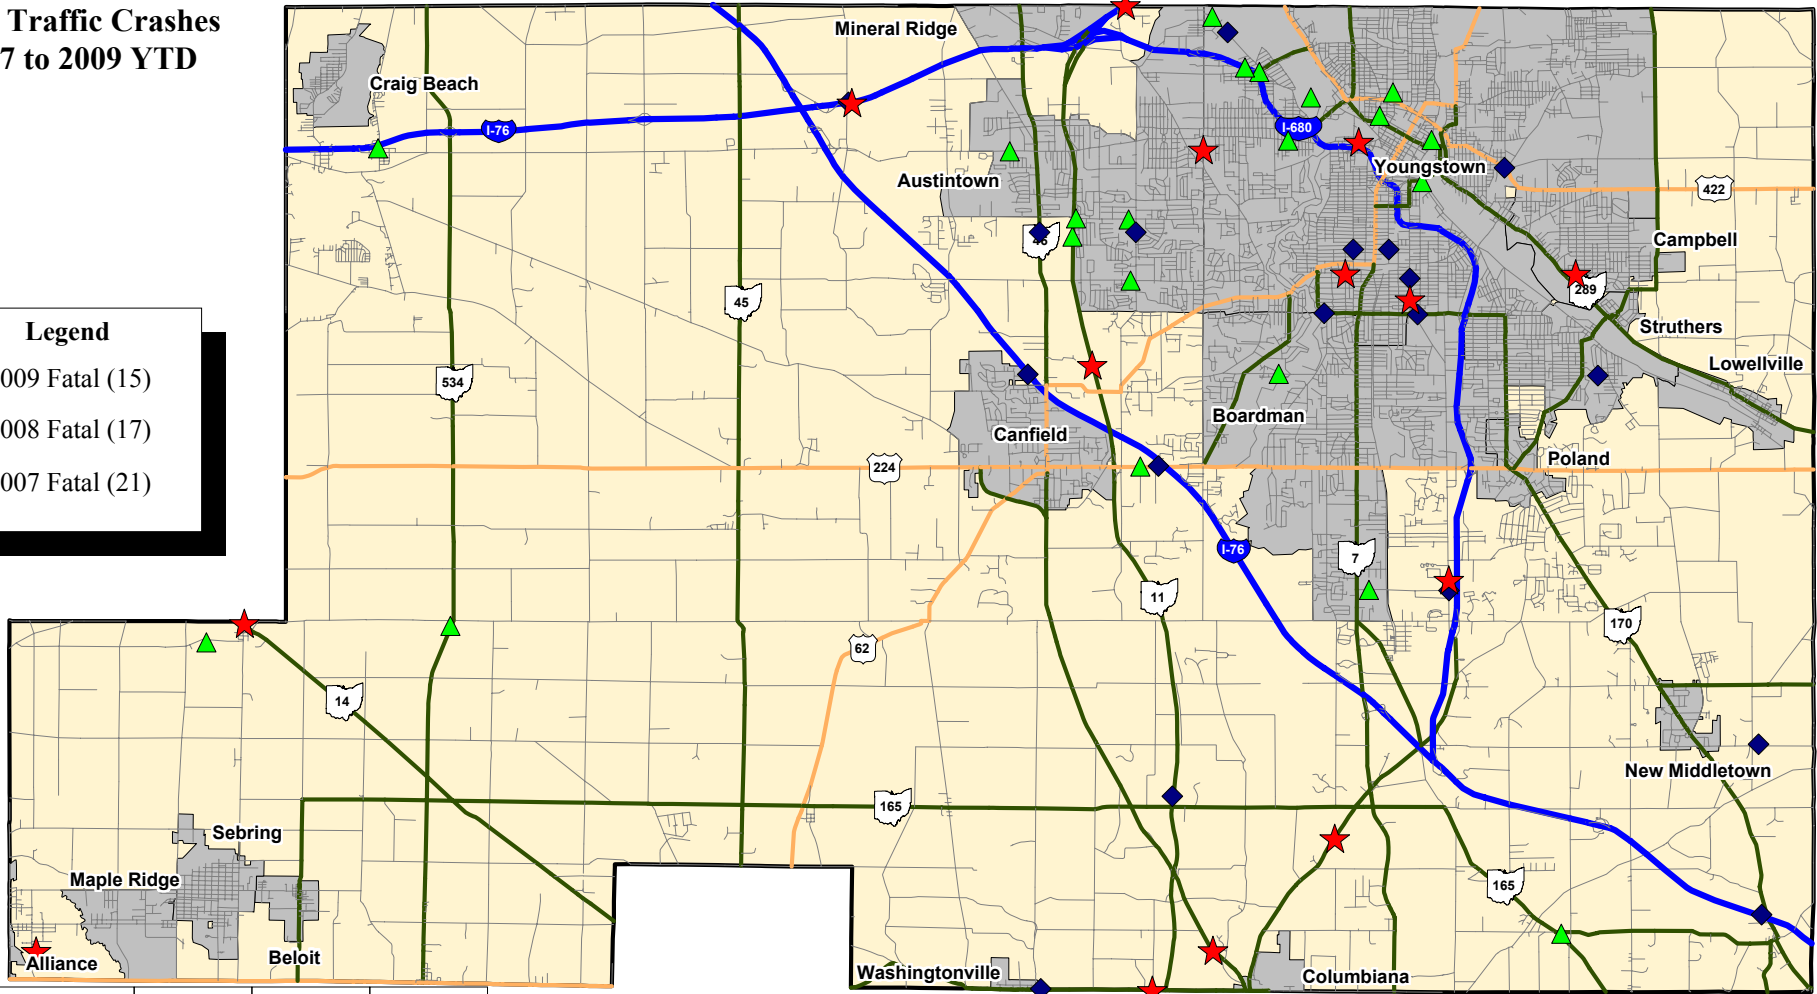 Traffic Crashes
7 to 2009 YTD
Mineral Ridge
Craig Beach
I-76
I-680
Youngstown
Austintown
422
46
Campbell
45
289
Struthers
Lowellville
Legend
009 Fatal (15)
008 Fatal (17)
007 Fatal (21)
534
Boardman
Canfield
224
Poland
I-76
7
11
170
62
14
New Middletown
165
Sebring
Maple Ridge
165
Beloit
Alliance
Washingtonville
Columbiana